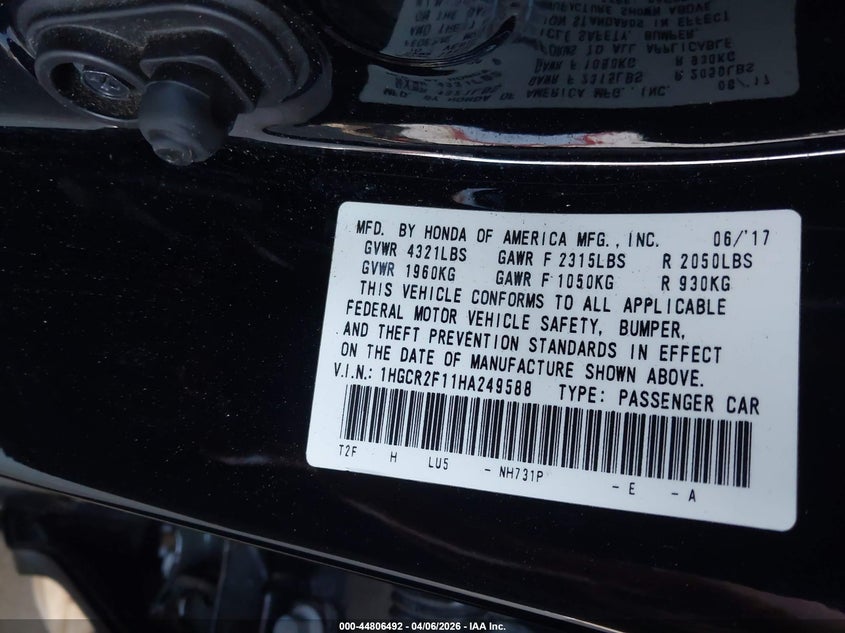 MFD. BY HONDA OF AMERICA MFG., INC. 06/'17
GVWR 4321LBS GAWR F 2315LBS R 2050LBS
GVWR 1960KG GAWR F 1050KG R 930KG
THIS VEHICLE CONFORMS TO ALL APPLICABLE
FEDERAL MOTOR VEHICLE SAFETY, BUMPER,
AND THEFT PREVENTION STANDARDS IN EFFECT
ON THE DATE OF MANUFACTURE SHOWN ABOVE.
V.I.N.: 1HGCR2F11HA249588 TYPE: PASSENGER CAR
T2F H LU5 - NH731P - E - A
000-44806492 - 04/06/2026 - IAA Inc.